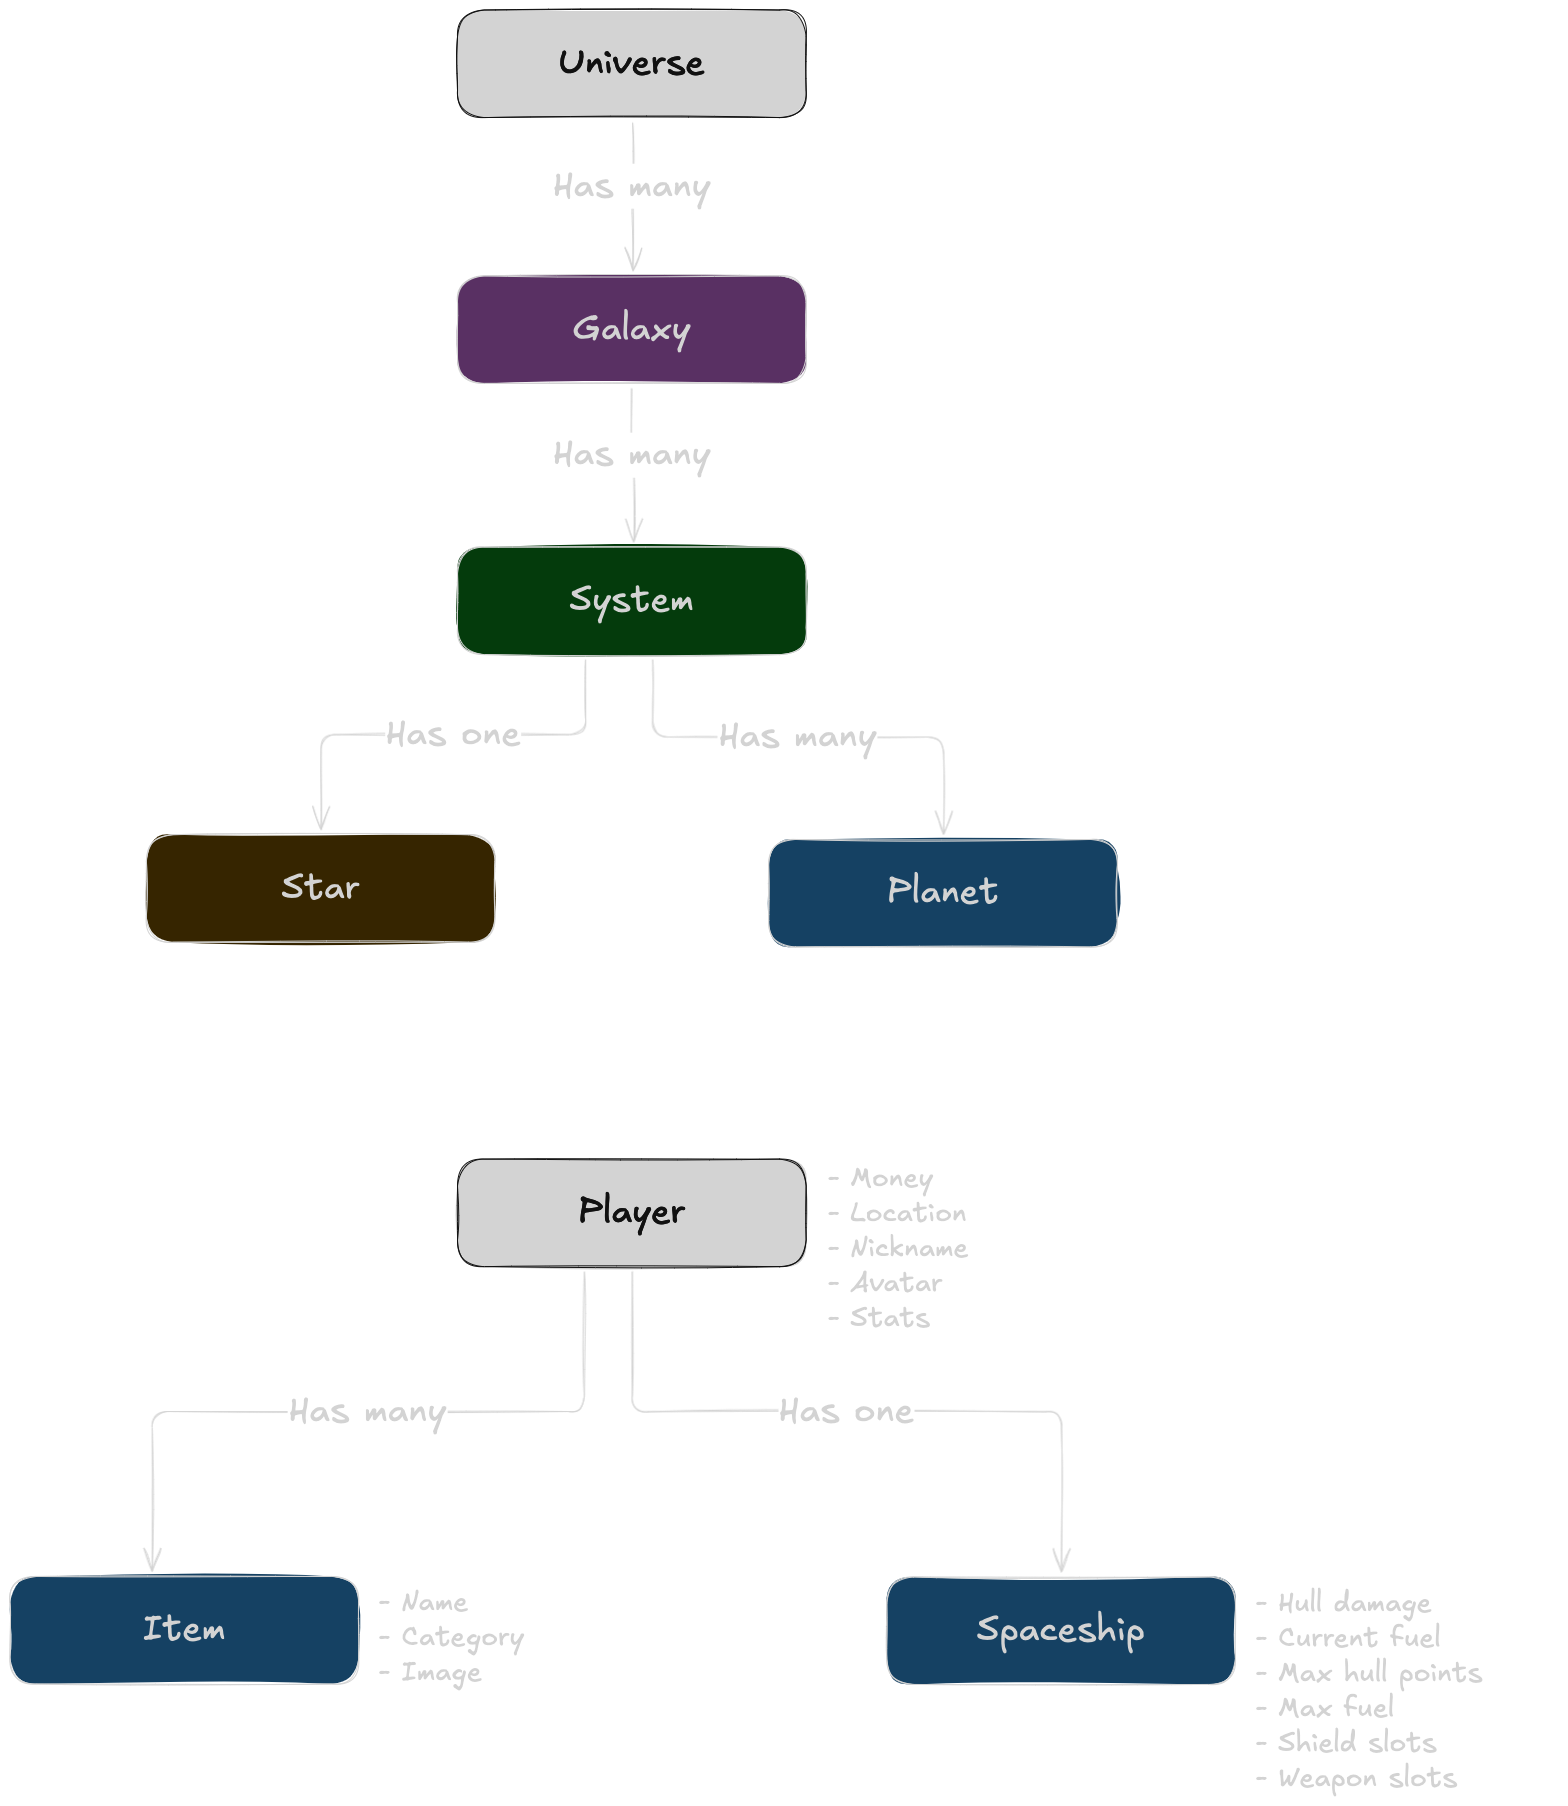 Universe
Has many
Galaxy
Has many
System
Has one
Has many
Star
Planet
Player
- Money
- Location
- Nickname
- Avatar
- Stats
Has many
Has one
Item
- Name
- Category
- Image
Spaceship
- Hull damage
- Current fuel
- Max hull points
- Max fuel
- Shield slots
- Weapon slots